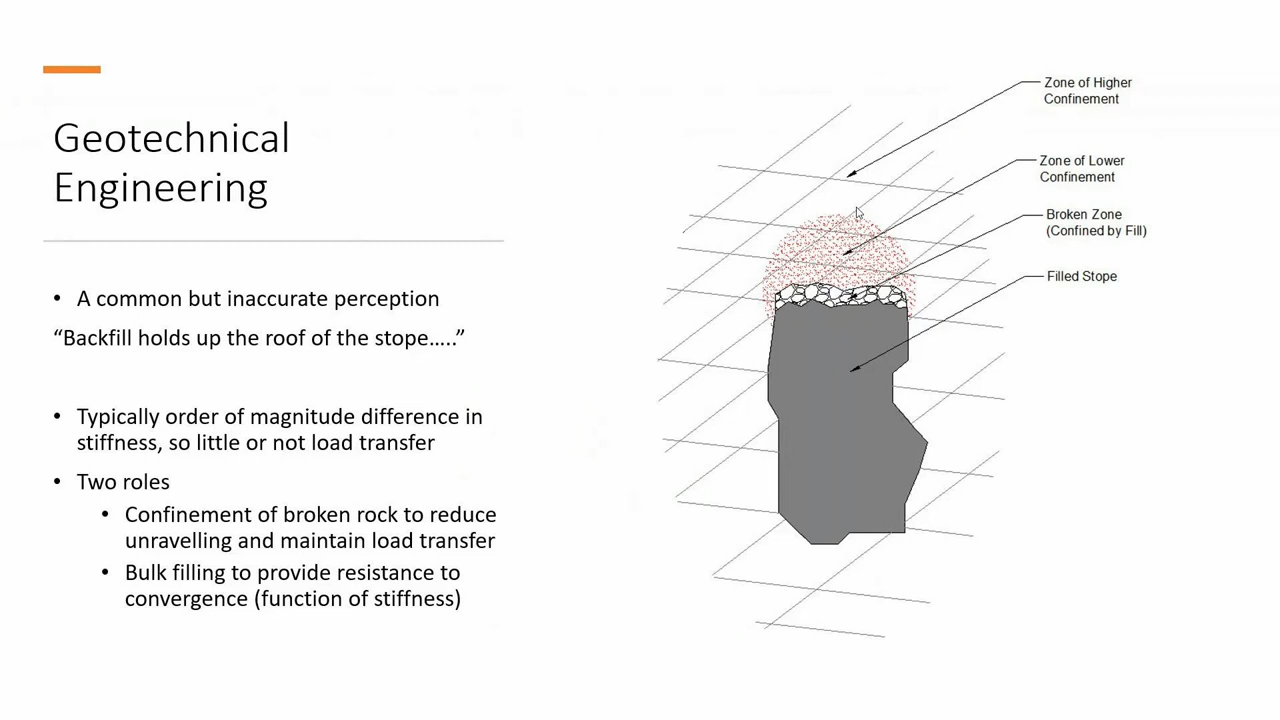 Geotechnical
Engineering
• A common but inaccurate perception
“Backfill holds up the roof of the stope.....”
• Typically order of magnitude difference in
stiffness, so little or not load transfer
• Two roles
• Confinement of broken rock to reduce
unravelling and maintain load transfer
• Bulk filling to provide resistance to
convergence (function of stiffness)
Zone of Higher
Confinement
Zone of Lower
Confinement
Broken Zone
(Confined by Fill)
Filled Stope